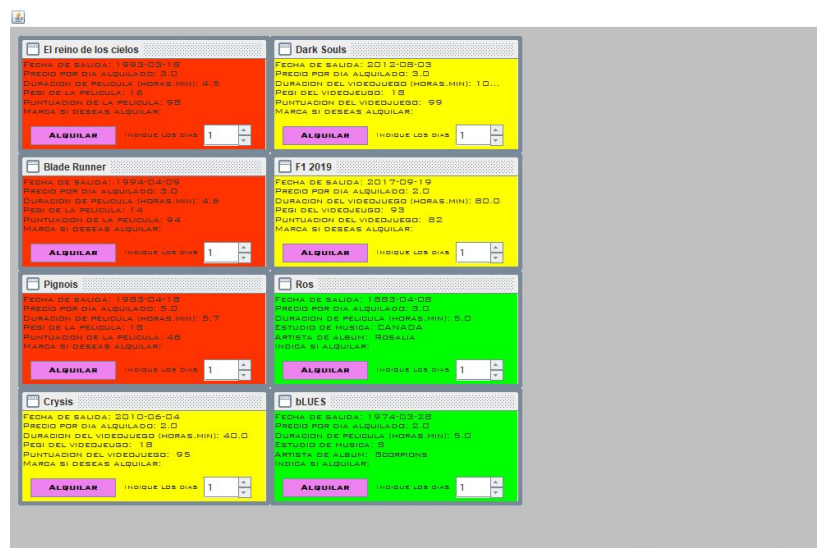 El reino de los cielos
Fecha de salida: 1993-03-18
Precio por dia alquilado: 3.0
Duracion de pelicula (horas.min): 4.5
Pegi de la pelicula: 16
Puntuacion de la pelicula: 98
Marca si deseas alquilar:
Alquilar Indique los dias 1
Dark Souls
Fecha de salida: 2012-08-03
Precio por dia alquilado: 3.0
Duracion del videojuego (horas.min): 10...
Pegi del videojeugo: 18
Puntuacion del videojuego: 99
Marca si deseas alquilar:
Alquilar Indique los dias 1
Blade Runner
Fecha de salida: 1994-04-09
Precio por dia alquilado: 3.0
Duracion de pelicula (horas.min): 4.6
Pegi de la pelicula: 14
Puntuacion de la pelicula: 94
Marca si deseas alquilar:
Alquilar Indique los dias 1
F1 2019
Fecha de salida: 2017-09-19
Precio por dia alquilado: 2.0
Duracion del videojuego (horas.min): 80.0
Pegi del videojeugo: 93
Puntuacion del videojuego: 82
Marca si deseas alquilar:
Alquilar Indique los dias 1
Pignois
Fecha de salida: 1983-04-18
Precio por dia alquilado: 5.0
Duracion de pelicula (horas.min): 5.7
Pegi de la pelicula: 18
Puntuacion de la pelicula: 46
Marca si deseas alquilar:
Alquilar Indique los dias 1
Ros
Fecha de salida: 1883-04-08
Precio por dia alquilado: 3.0
Duracion de pelicula (horas.min): 5.0
Estudio de musica: CANADA
Artista de album: Rosalia
Indica si alquilar:
Alquilar Indique los dias 1
Crysis
Fecha de salida: 2010-06-04
Precio por dia alquilado: 2.0
Duracion del videojuego (horas.min): 40.0
Pegi del videojeugo: 18
Puntuacion del videojuego: 95
Marca si deseas alquilar:
Alquilar Indique los dias 1
bLUES
Fecha de salida: 1974-03-28
Precio por dia alquilado: 2.0
Duracion de pelicula (horas.min): 5.0
Estudio de musica: S
Artista de album: Scorpions
Indica si alquilar:
Alquilar Indique los dias 1